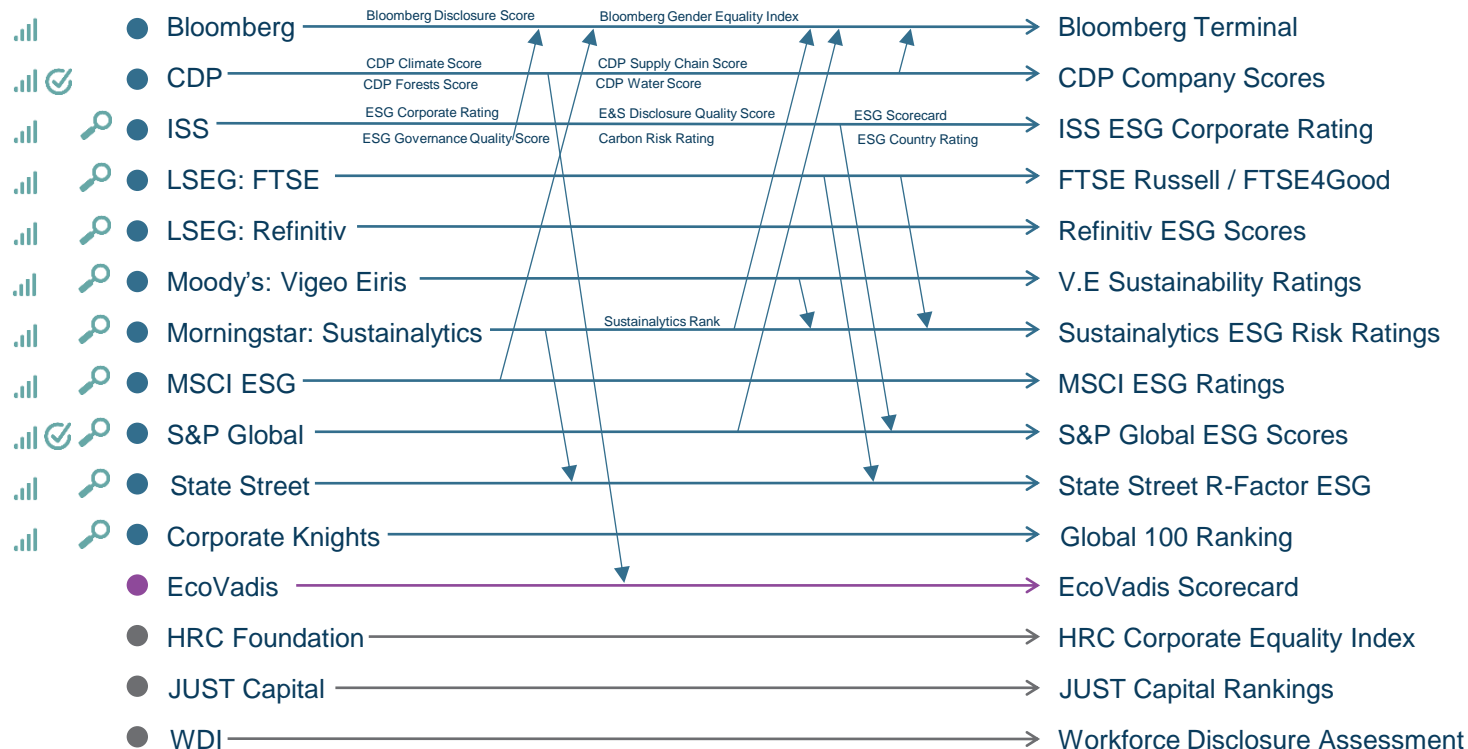 Bloomberg Bloomberg Disclosure Score Bloomberg Gender Equality Index Bloomberg Terminal
CDP CDP Climate Score CDP Supply Chain Score CDP Company Scores
CDP Forests Score CDP Water Score
ISS ESG Corporate Rating E&S Disclosure Quality Score ESG Scorecard ISS ESG Corporate Rating
ESG Governance Quality Score Carbon Risk Rating ESG Country Rating
LSEG: FTSE FTSE Russell / FTSE4Good
LSEG: Refinitiv Refinitiv ESG Scores
Moody's: Vigeo Eiris V.E Sustainability Ratings
Morningstar: Sustainalytics Sustainalytics Rank Sustainalytics ESG Risk Ratings
MSCI ESG MSCI ESG Ratings
S&P Global S&P Global ESG Scores
State Street State Street R-Factor ESG
Corporate Knights Global 100 Ranking
EcoVadis EcoVadis Scorecard
HRC Foundation HRC Corporate Equality Index
JUST Capital JUST Capital Rankings
WDI Workforce Disclosure Assessment